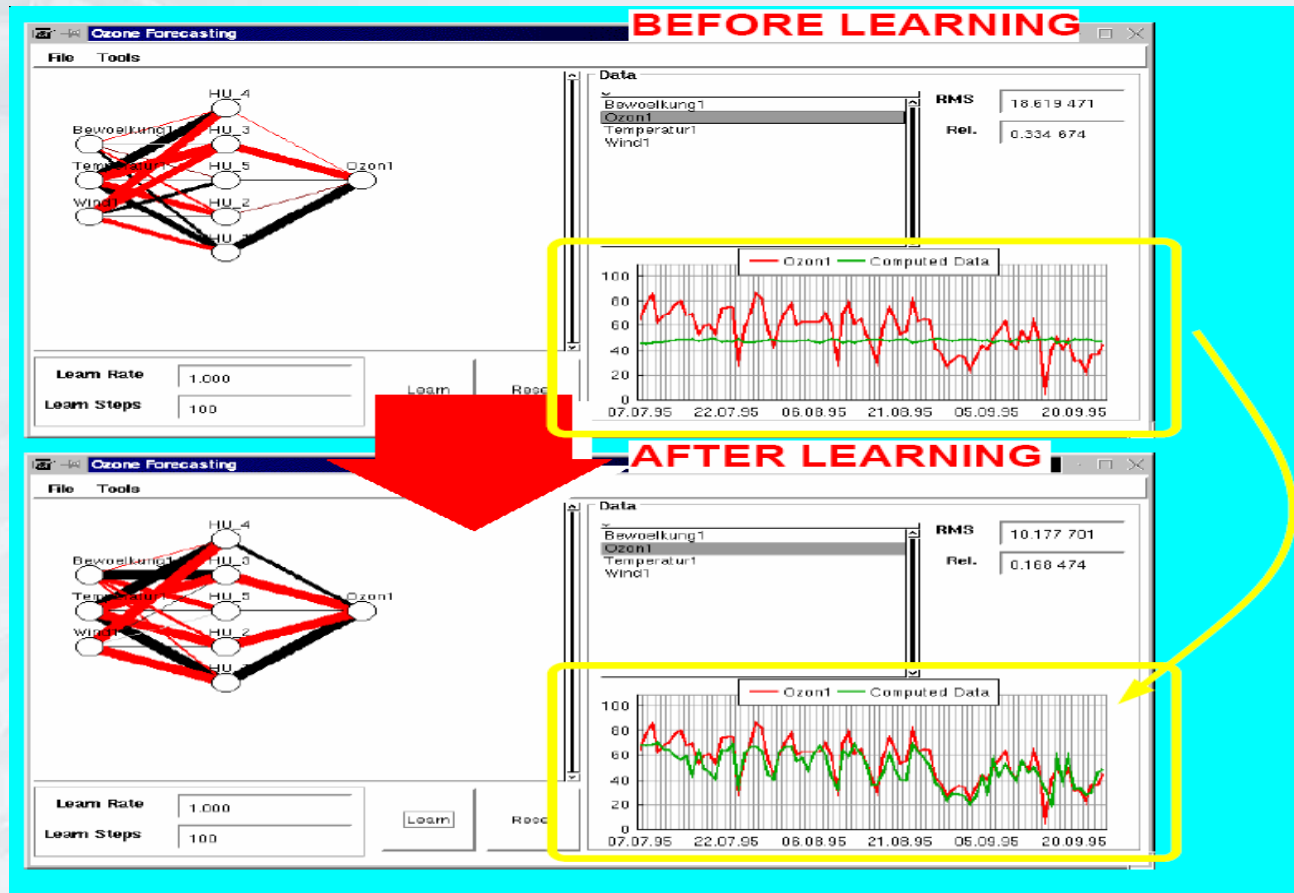 BEFORE LEARNING
Ozone Forecasting
File Tools
HU_4
Bewoelkung1 HU_3
Temperatur1 HU_5 Ozon1
Wind1 HU_2
Data
Bewoelkung1
Ozon1
Temperatur1
Wind1
RMS 18.619 471
Rel. 0.334 674
Ozon1 Computed Data
100
80
60
40
20
0
07.07.95 22.07.95 06.08.95 21.08.95 05.09.95 20.09.95
Learn Rate 1.000
Learn Steps 100
Learn
AFTER LEARNING
Ozone Forecasting
File Tools
HU_4
Bewoelkung1 HU_3
Temperatur1 HU_5 Ozon1
Wind1 HU_2
Data
Bewoelkung1
Ozon1
Temperatur1
Wind1
RMS 10.177 701
Rel. 0.168 474
Ozon1 Computed Data
100
80
60
40
20
0
07.07.95 22.07.95 06.08.95 21.08.95 05.09.95 20.09.95
Learn Rate 1.000
Learn Steps 100
Learn